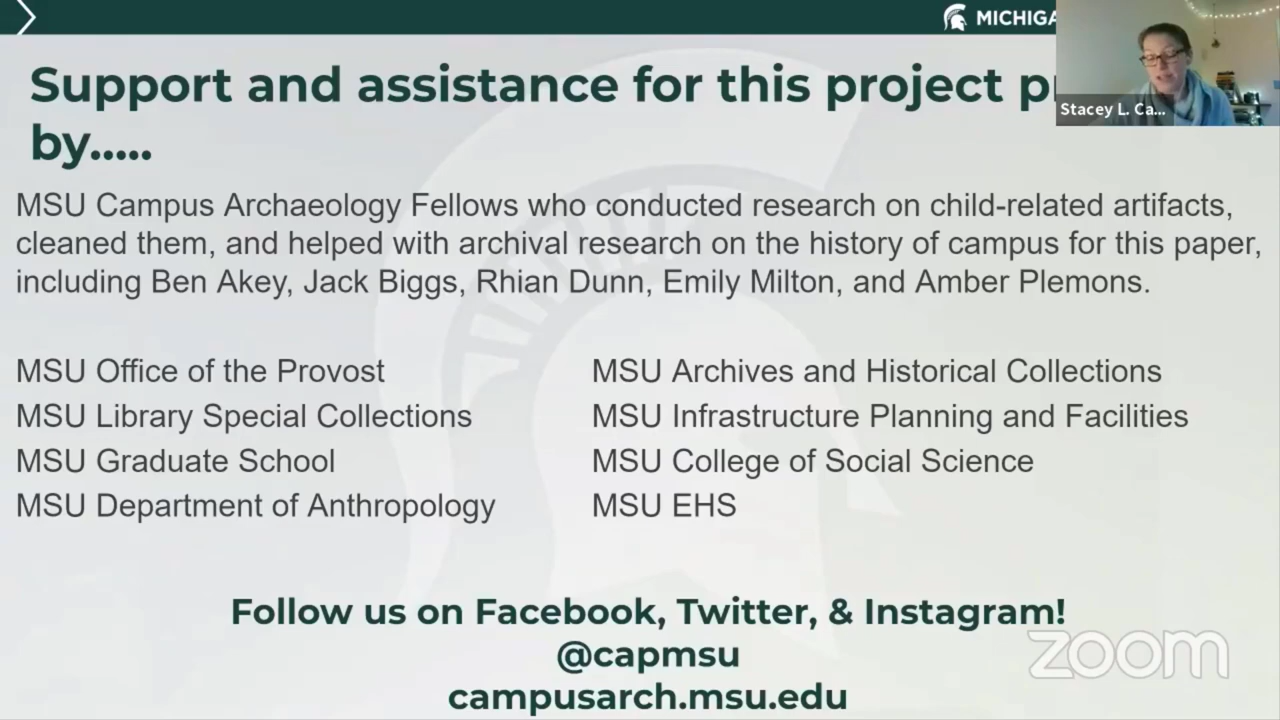 MICHIGA
Support and assistance for this project p
by.....
Stacey L. Ca...
MSU Campus Archaeology Fellows who conducted research on child-related artifacts,
cleaned them, and helped with archival research on the history of campus for this paper,
including Ben Akey, Jack Biggs, Rhian Dunn, Emily Milton, and Amber Plemons.
MSU Office of the Provost
MSU Library Special Collections
MSU Graduate School
MSU Department of Anthropology
MSU Archives and Historical Collections
MSU Infrastructure Planning and Facilities
MSU College of Social Science
MSU EHS
Follow us on Facebook, Twitter, & Instagram!
@capmsu
campusarch.msu.edu
zoom